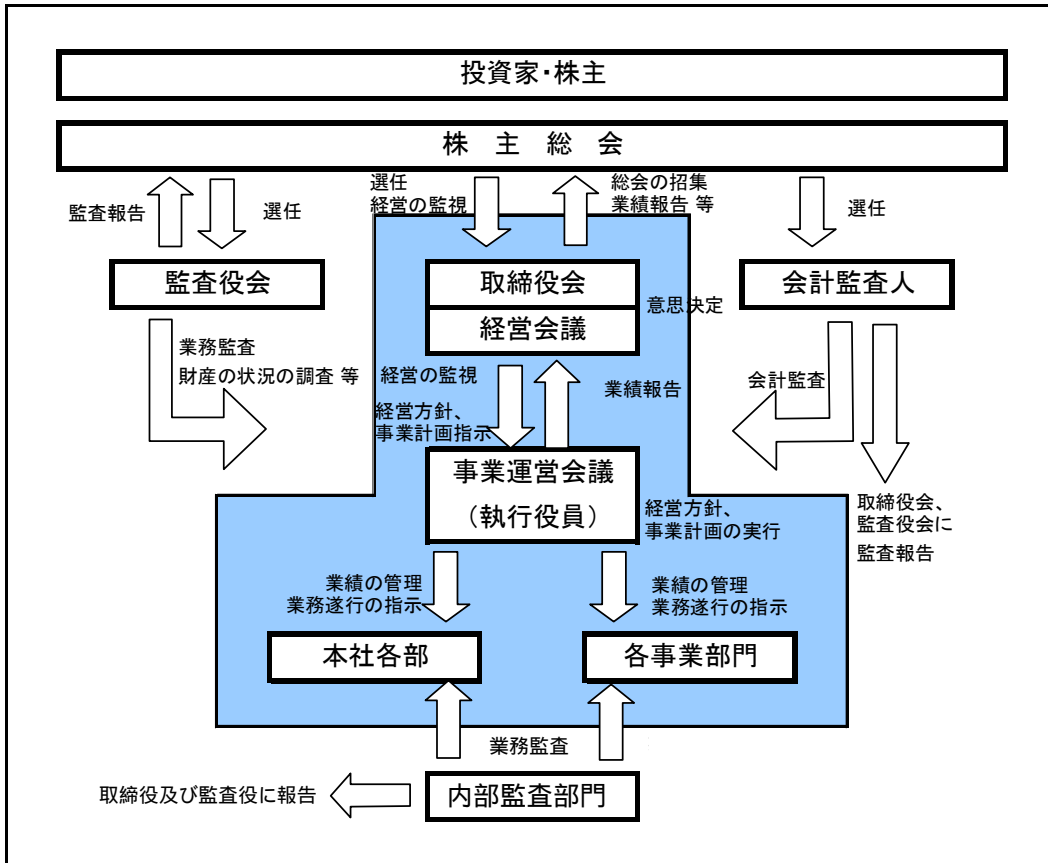 投資家・株主
株 主 総 会
監査報告
選任
選任
経営の監視
総会の招集
業績報告 等
選任
監査役会
取締役会
経営会議
意思決定
会計監査人
業務監査
財産の状況の調査 等
経営の監視
業績報告
会計監査
経営方針、
事業計画指示
事業運営会議
（執行役員）
経営方針、
事業計画の実行
取締役会、
監査役会に
監査報告
業績の管理
業務遂行の指示
業績の管理
業務遂行の指示
本社各部
各事業部門
業務監査
内部監査部門
取締役及び監査役に報告